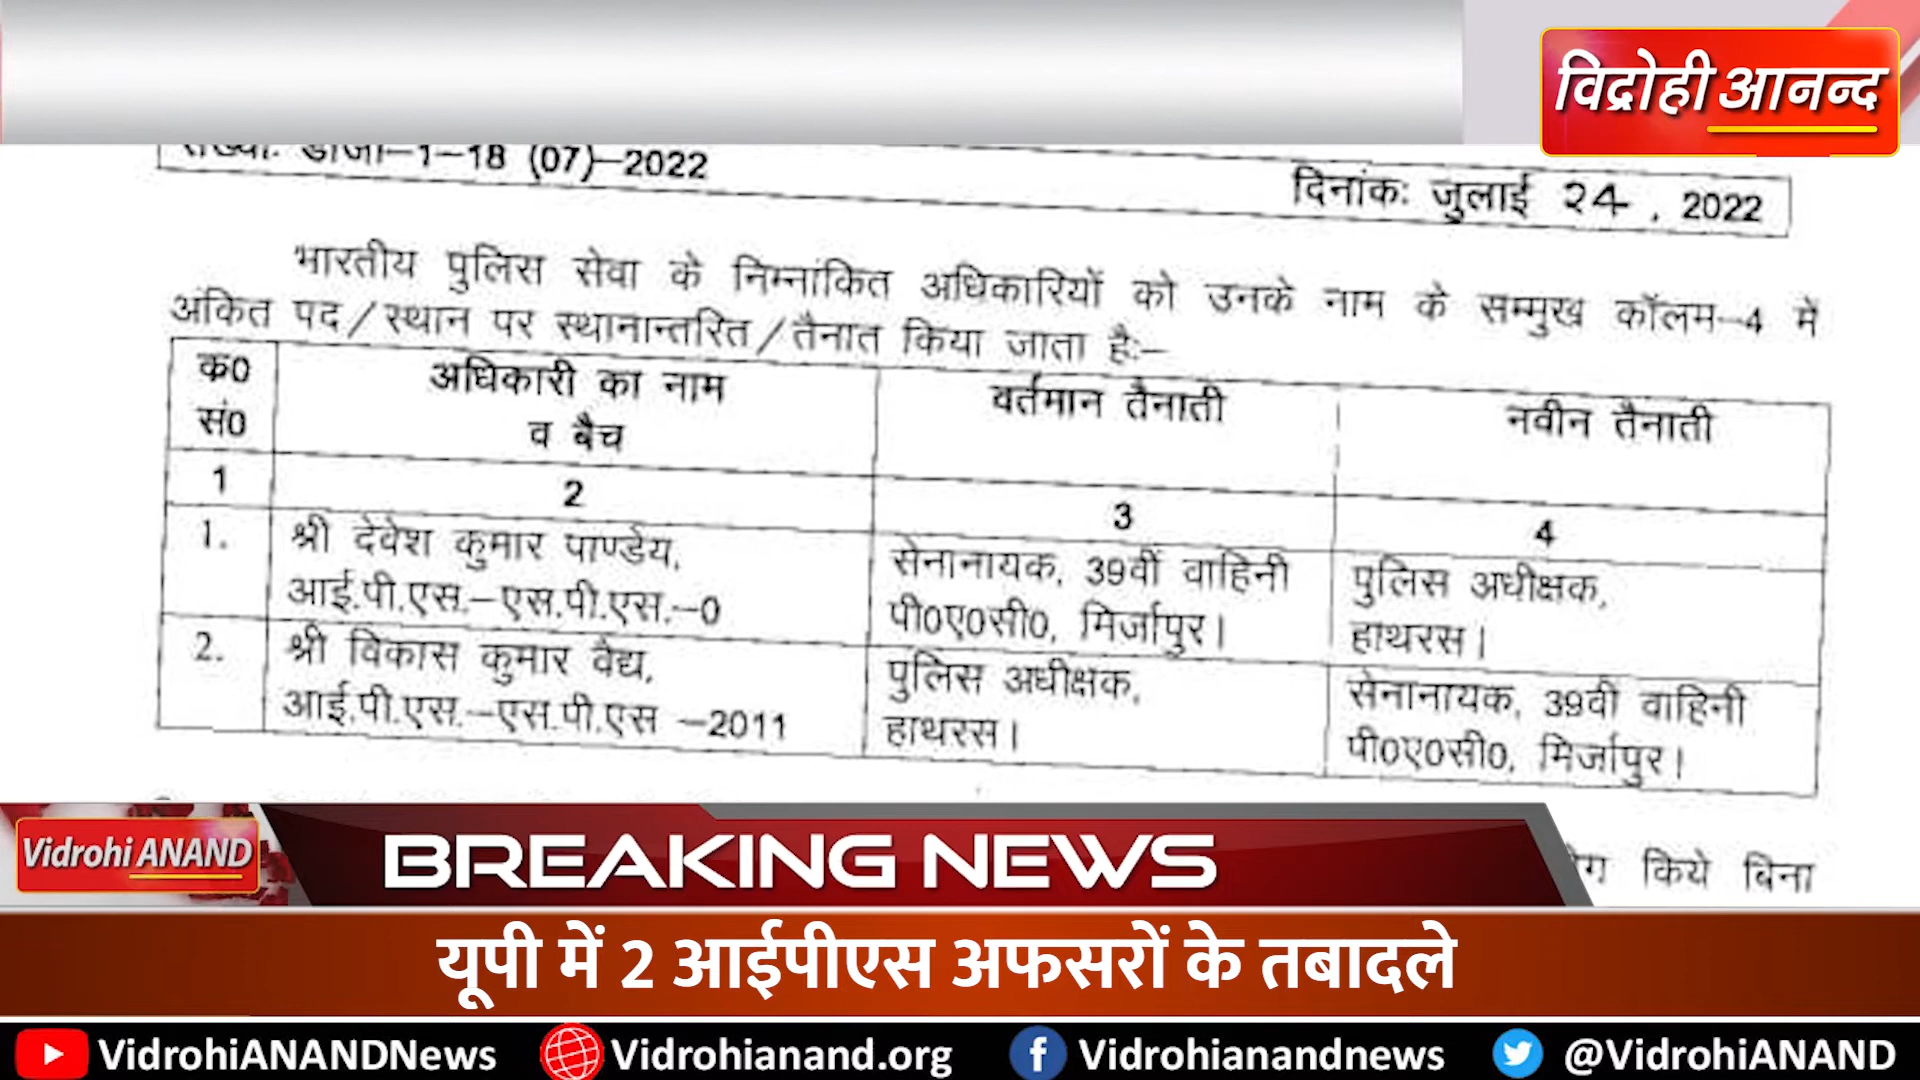 विद्रोही आनन्द
संख्याः डीजी–1–18 (07)–2022
दिनांकः जुलाई 24, 2022
भारतीय पुलिस सेवा के निम्नांकित अधिकारियों को उनके नाम के सम्मुख कॉलम–4 में
अंकित पद/स्थान पर स्थानान्तरित/तैनात किया जाता हैः–
क0 सं0
अधिकारी का नाम व बैच
वर्तमान तैनाती
नवीन तैनाती
1 2 3 4
1. श्री देवेश कुमार पाण्डेय, सेनानायक, 39वीं वाहिनी पुलिस अधीक्षक,
आई.पी.एस.–एस.पी.एस.–0 पी0ए0सी0, मिर्जापुर। हाथरस।
2. श्री विकास कुमार वैद्य, पुलिस अधीक्षक, सेनानायक, 39वीं वाहिनी
आई.पी.एस.–एस.पी.एस –2011 हाथरस। पी0ए0सी0, मिर्जापुर।
किये बिना
Vidrohi ANAND
BREAKING NEWS
यूपी में 2 आईपीएस अफसरों के तबादले
VidrohiANANDNews Vidrohianand.org Vidrohianandnews @VidrohiANAND